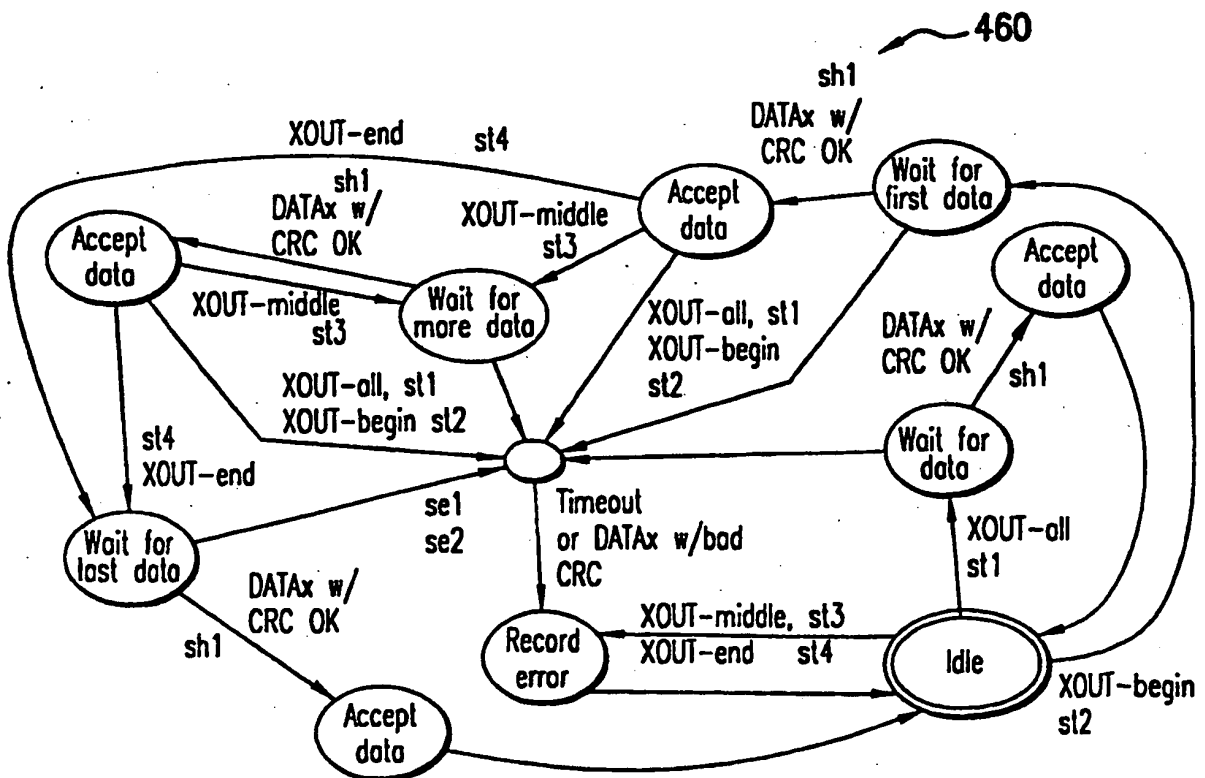 460
sh1
DATAx w/
CRC OK
XOUT-end st4
Wait for
first data
Accept
data
sh1
DATAx w/
CRC OK
XOUT-middle
st3
Accept
data
Accept
data
XOUT-middle
st3
Wait for
more data
XOUT-all, st1
XOUT-begin
st2
DATAx w/
CRC OK
sh1
XOUT-all, st1
XOUT-begin st2
Wait for
data
st4
XOUT-end
se1
se2
Timeout
or DATAx w/bad
CRC
XOUT-all
st1
Wait for
last data
DATAx w/
CRC OK
sh1
Record
error
XOUT-middle, st3
XOUT-end st4
Idle
XOUT-begin
st2
Accept
data